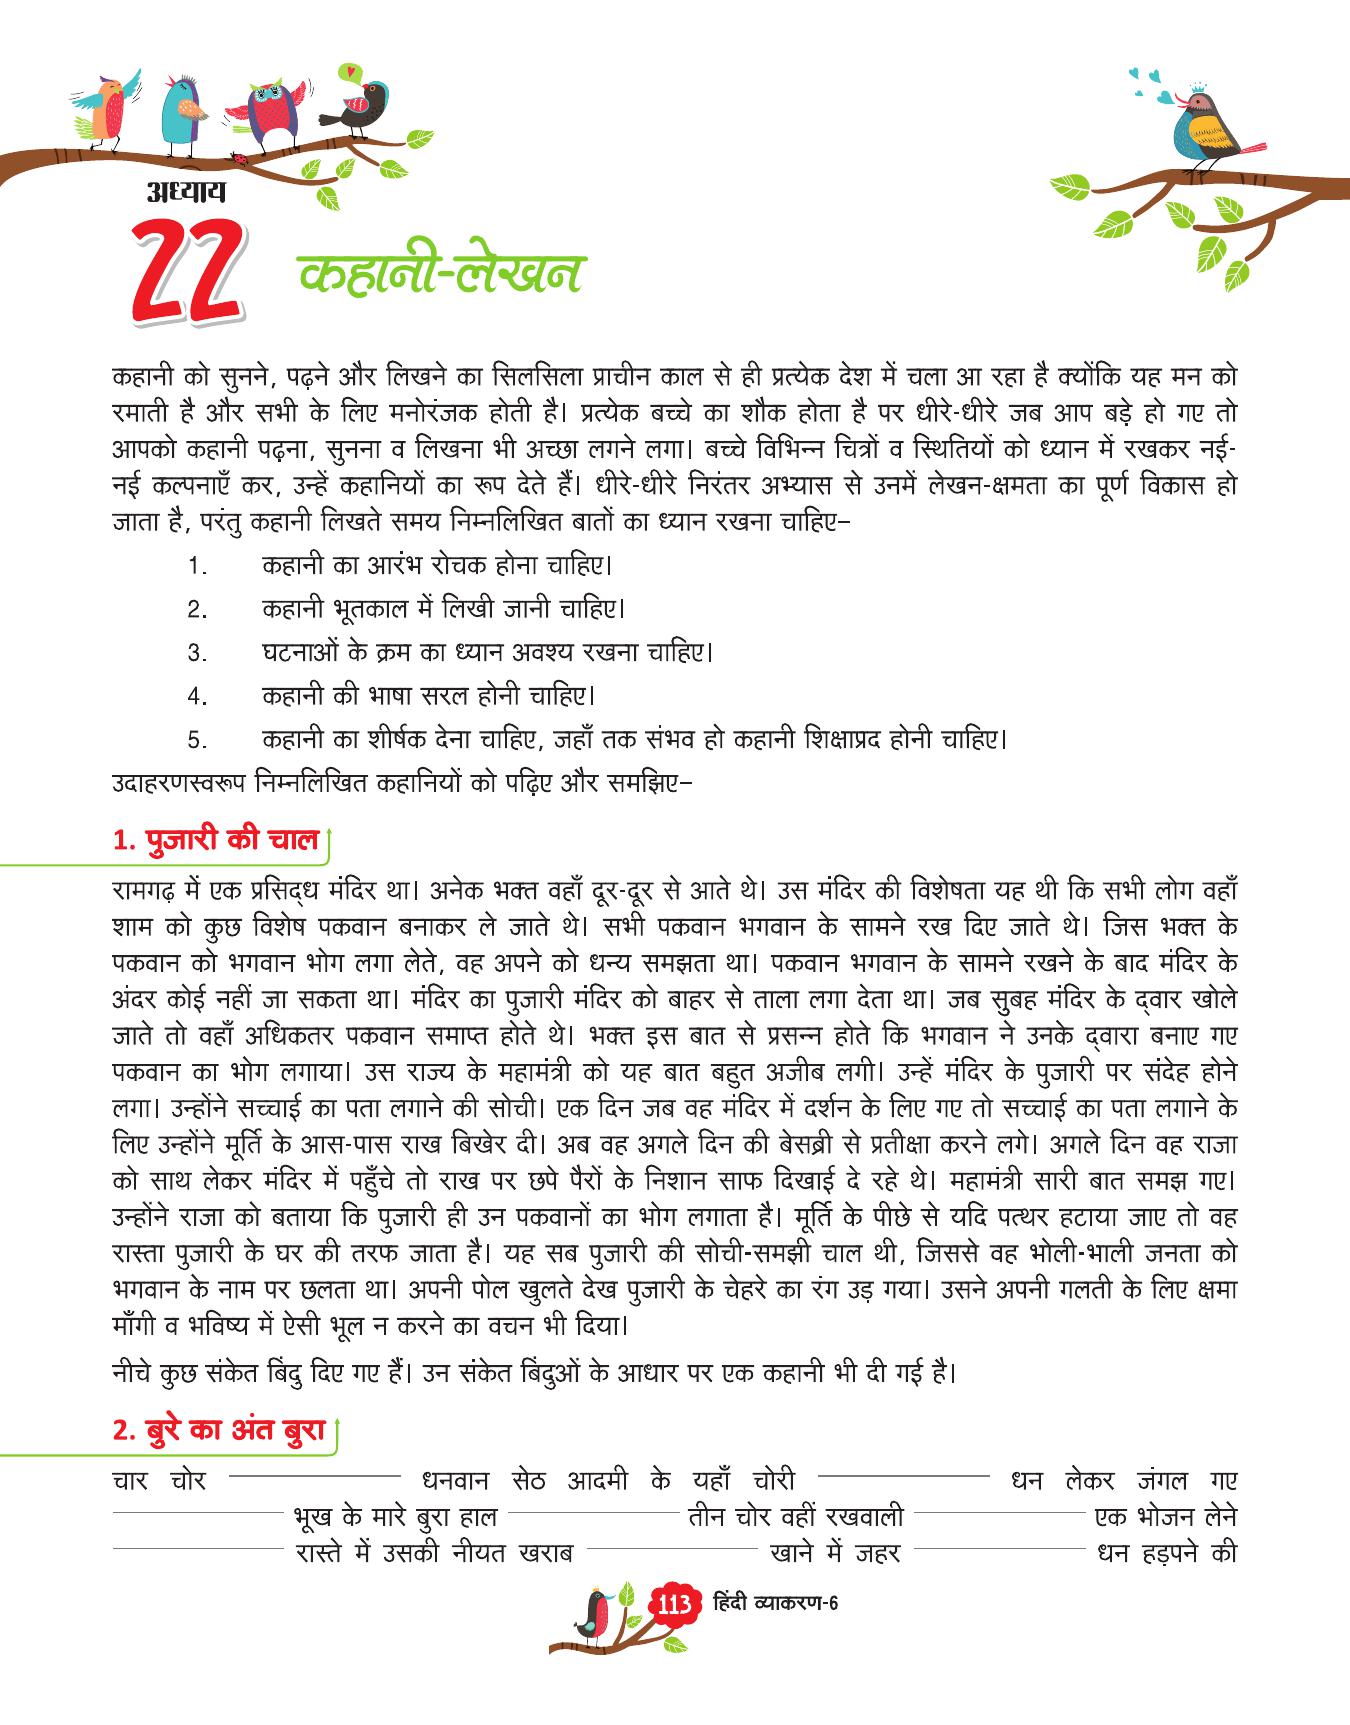 अध्याय
22
कहानी-लेखन
कहानी को सुनने, पढ़ने और लिखने का सिलसिला प्राचीन काल से ही प्रत्येक देश में चला आ रहा है क्योंकि यह मन को
रमाती है और सभी के लिए मनोरंजक होती है। प्रत्येक बच्चे का शौक होता है पर धीरे-धीरे जब आप बड़े हो गए तो
आपको कहानी पढ़ना, सुनना व लिखना भी अच्छा लगने लगा। बच्चे विभिन्न चित्रों व स्थितियों को ध्यान में रखकर नई-
नई कल्पनाएँ कर, उन्हें कहानियों का रूप देते हैं। धीरे-धीरे निरंतर अभ्यास से उनमें लेखन-क्षमता का पूर्ण विकास हो
जाता है, परंतु कहानी लिखते समय निम्नलिखित बातों का ध्यान रखना चाहिए–
1. कहानी का आरंभ रोचक होना चाहिए।
2. कहानी भूतकाल में लिखी जानी चाहिए।
3. घटनाओं के क्रम का ध्यान अवश्य रखना चाहिए।
4. कहानी की भाषा सरल होनी चाहिए।
5. कहानी का शीर्षक देना चाहिए, जहाँ तक संभव हो कहानी शिक्षाप्रद होनी चाहिए।
उदाहरणस्वरूप निम्नलिखित कहानियों को पढ़िए और समझिए–
1. पुजारी की चाल
रामगढ़ में एक प्रसिद्ध मंदिर था। अनेक भक्त वहाँ दूर-दूर से आते थे। उस मंदिर की विशेषता यह थी कि सभी लोग वहाँ
शाम को कुछ विशेष पकवान बनाकर ले जाते थे। सभी पकवान भगवान के सामने रख दिए जाते थे। जिस भक्त के
पकवान को भगवान भोग लगा लेते, वह अपने को धन्य समझता था। पकवान भगवान के सामने रखने के बाद मंदिर के
अंदर कोई नहीं जा सकता था। मंदिर का पुजारी मंदिर को बाहर से ताला लगा देता था। जब सुबह मंदिर के द्वार खोले
जाते तो वहाँ अधिकतर पकवान समाप्त होते थे। भक्त इस बात से प्रसन्न होते कि भगवान ने उनके द्वारा बनाए गए
पकवान का भोग लगाया। उस राज्य के महामंत्री को यह बात बहुत अजीब लगी। उन्हें मंदिर के पुजारी पर संदेह होने
लगा। उन्होंने सच्चाई का पता लगाने की सोची। एक दिन जब वह मंदिर में दर्शन के लिए गए तो सच्चाई का पता लगाने के
लिए उन्होंने मूर्ति के आस-पास राख बिखेर दी। अब वह अगले दिन की बेसब्री से प्रतीक्षा करने लगे। अगले दिन वह राजा
को साथ लेकर मंदिर में पहुँचे तो राख पर छपे पैरों के निशान साफ दिखाई दे रहे थे। महामंत्री सारी बात समझ गए।
उन्होंने राजा को बताया कि पुजारी ही उन पकवानों का भोग लगाता है। मूर्ति के पीछे से यदि पत्थर हटाया जाए तो वह
रास्ता पुजारी के घर की तरफ जाता है। यह सब पुजारी की सोची-समझी चाल थी, जिससे वह भोली-भाली जनता को
भगवान के नाम पर छलता था। अपनी पोल खुलते देख पुजारी के चेहरे का रंग उड़ गया। उसने अपनी गलती के लिए क्षमा
माँगी व भविष्य में ऐसी भूल न करने का वचन भी दिया।
नीचे कुछ संकेत बिंदु दिए गए हैं। उन संकेत बिंदुओं के आधार पर एक कहानी भी दी गई है।
2. बुरे का अंत बुरा
चार चोर ———— धनवान सेठ आदमी के यहाँ चोरी ———— धन लेकर जंगल गए
———— भूख के मारे बुरा हाल ———— तीन चोर वहीं रखवाली ———— एक भोजन लेने
———— रास्ते में उसकी नीयत खराब ———— खाने में जहर ———— धन हड़पने की
113 हिंदी व्याकरण-6